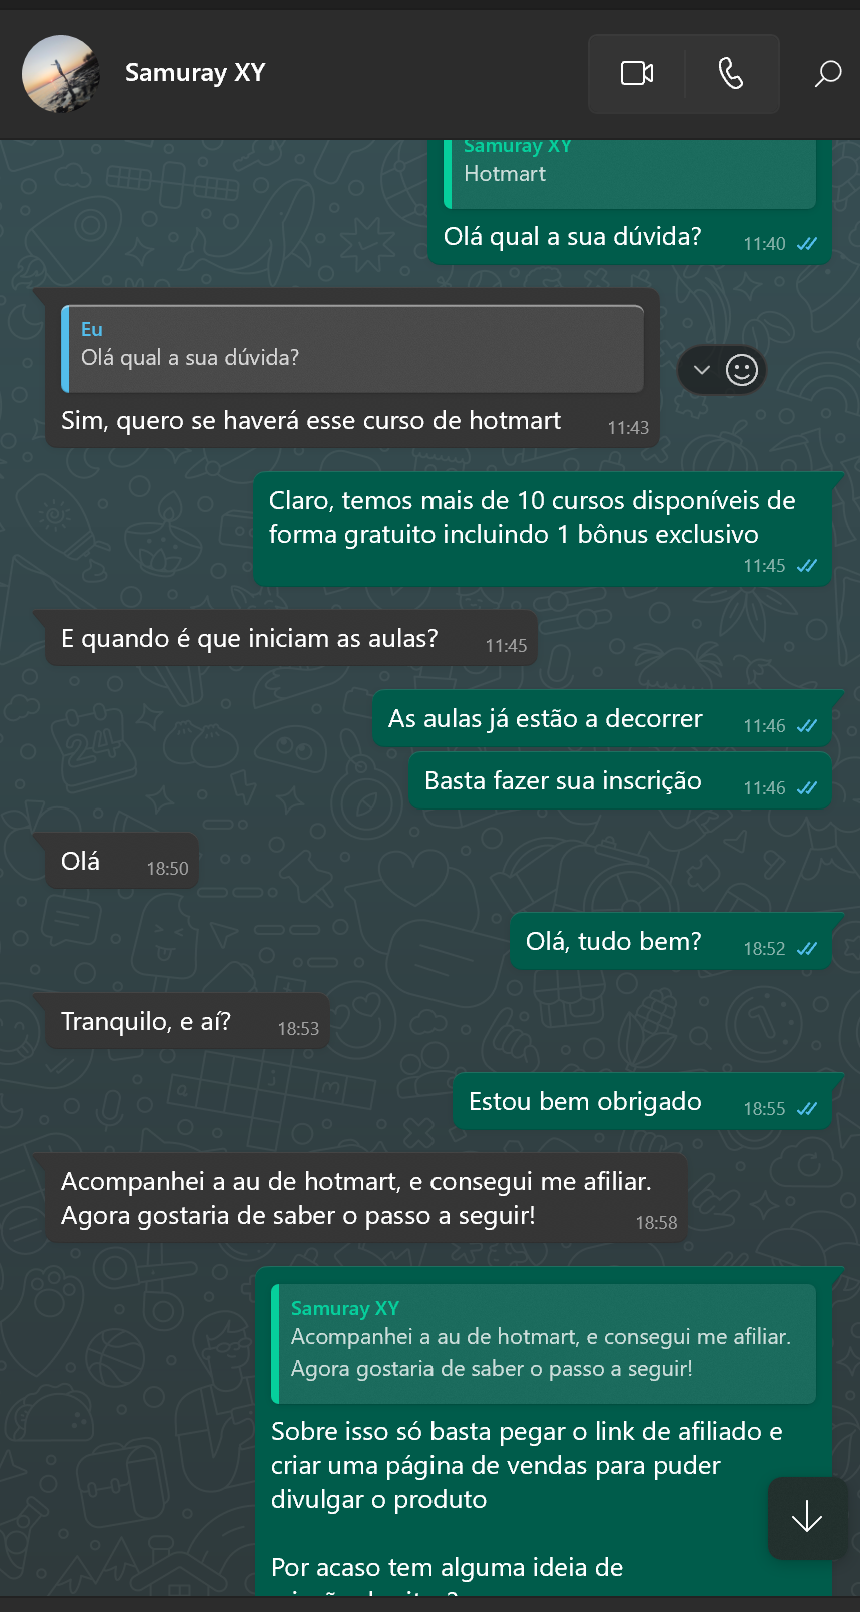 Samuray XY
Samuray XY
Hotmart
Olá qual a sua dúvida?
11:40
Eu
Olá qual a sua dúvida?
Sim, quero se haverá esse curso de hotmart
11:43
Claro, temos mais de 10 cursos disponíveis de
forma gratuito incluindo 1 bônus exclusivo
11:45
E quando é que iniciam as aulas?
11:45
As aulas já estão a decorrer
11:46
Basta fazer sua inscrição
11:46
Olá
18:50
Olá, tudo bem?
18:52
Tranquilo, e aí?
18:53
Estou bem obrigado
18:55
Acompanhei a au de hotmart, e consegui me afiliar.
Agora gostaria de saber o passo a seguir!
18:58
Samuray XY
Acompanhei a au de hotmart, e consegui me afiliar.
Agora gostaria de saber o passo a seguir!
Sobre isso só basta pegar o link de afiliado e
criar uma página de vendas para puder
divulgar o produto
Por acaso tem alguma ideia de